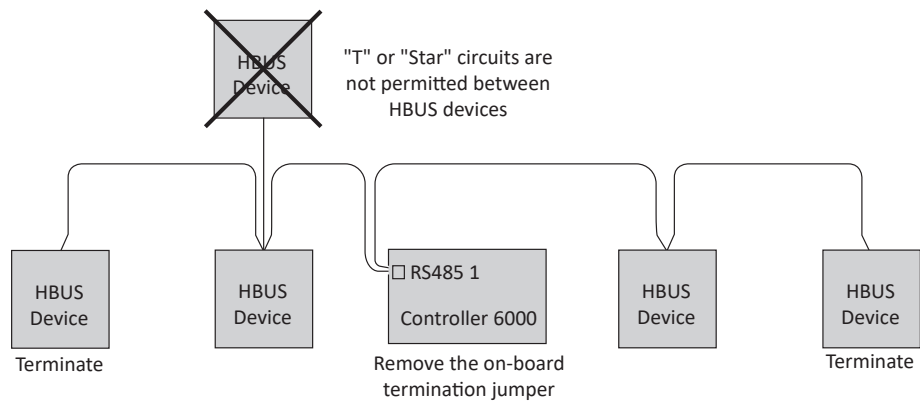 HBUS
Device
"T" or "Star" circuits are
not permitted between
HBUS devices
HBUS
Device
Terminate
HBUS
Device
RS485 1
Controller 6000
Remove the on-board
termination jumper
HBUS
Device
HBUS
Device
Terminate